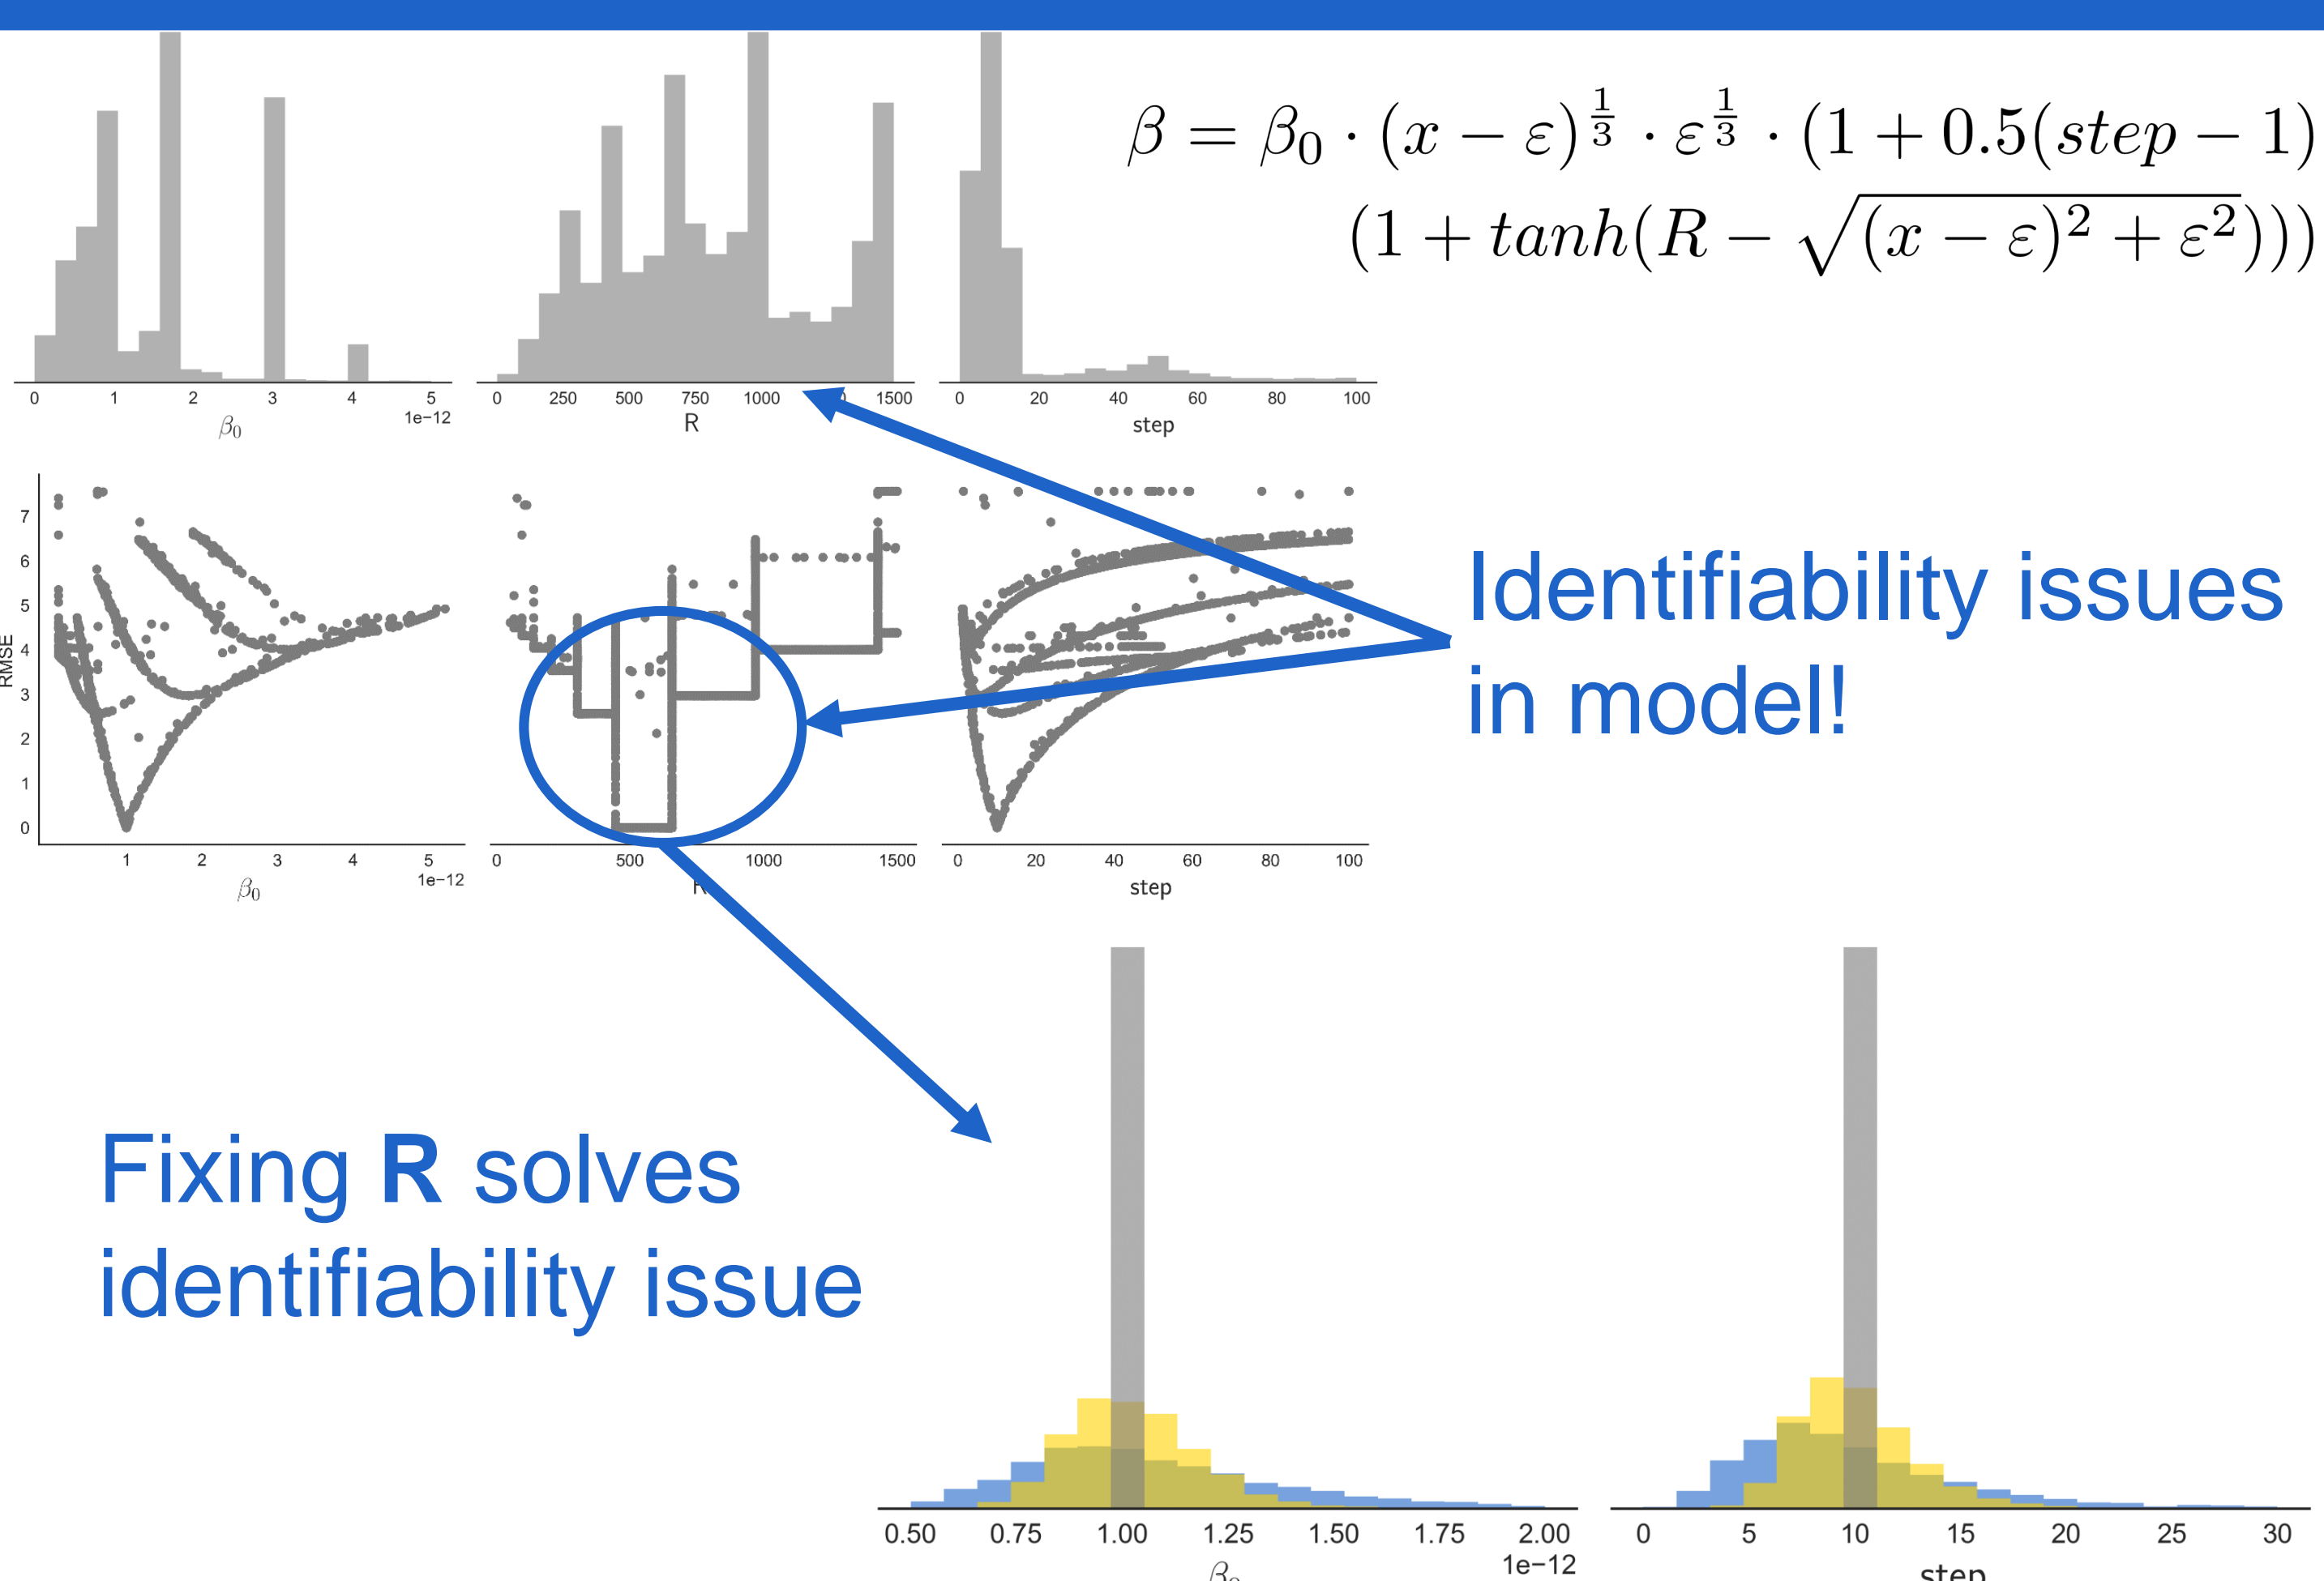 β = β₀ · (x − ε)^{1/3} · ε^{1/3} · (1 + 0.5(step − 1)
(1 + tanh(R − √((x − ε)² + ε²))))
0 1 2 3 4 5
1e−12
β₀
0 250 500 750 1000 1500
R
0 20 40 60 80 100
step
Identifiability issues
in model!
RMSE
7
6
5
4
3
2
1
0
1 2 3 4 5
1e−12
β₀
0 500 1000 1500
R
0 20 40 60 80 100
step
Fixing R solves
identifiability issue
0.50 0.75 1.00 1.25 1.50 1.75 2.00
1e−12
β₀
0 5 10 15 20 25 30
step